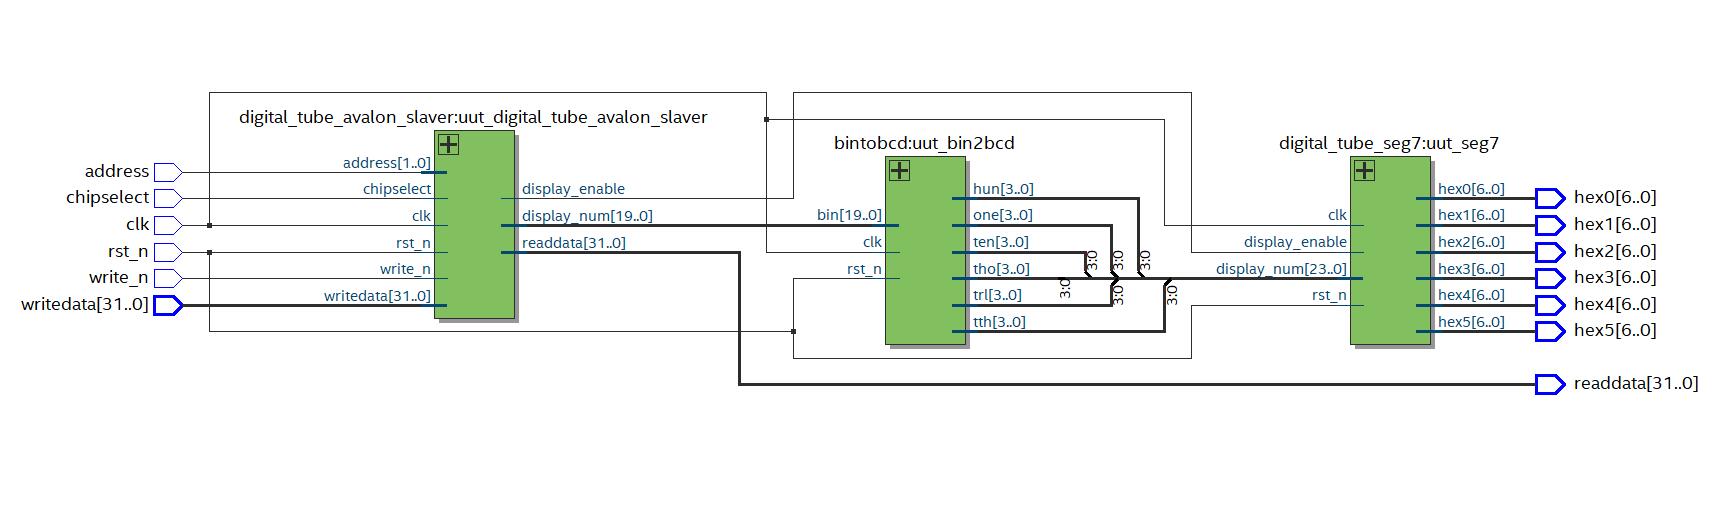 digital_tube_avalon_slaver:uut_digital_tube_avalon_slaver
address
chipselect
clk
rst_n
write_n
writedata[31..0]
address[1..0]
chipselect
clk
rst_n
write_n
writedata[31..0]
display_enable
display_num[19..0]
readdata[31..0]
bintobcd:uut_bin2bcd
bin[19..0]
clk
rst_n
hun[3..0]
one[3..0]
ten[3..0]
tho[3..0]
trl[3..0]
tth[3..0]
3:0
3:0
3:0
3:0
3:0
3:0
digital_tube_seg7:uut_seg7
clk
display_enable
display_num[23..0]
rst_n
hex0[6..0]
hex1[6..0]
hex2[6..0]
hex3[6..0]
hex4[6..0]
hex5[6..0]
hex0[6..0]
hex1[6..0]
hex2[6..0]
hex3[6..0]
hex4[6..0]
hex5[6..0]
readdata[31..0]